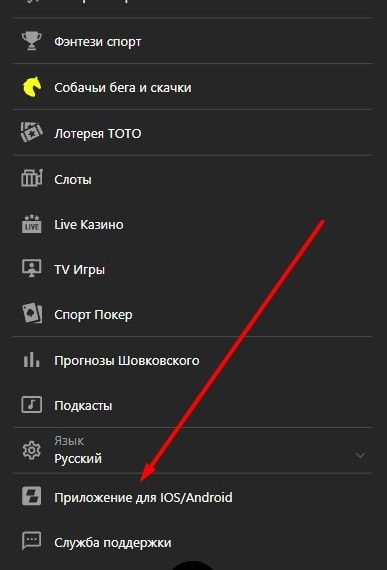 Фэнтези спорт
Собачьи бега и скачки
Лотерея ТОТО
Слоты
LIVE
Live Казино
TV Игры
Спорт Покер
Прогнозы Шовковского
Подкасты
Язык
Русский
Приложение для IOS/Android
Служба поддержки